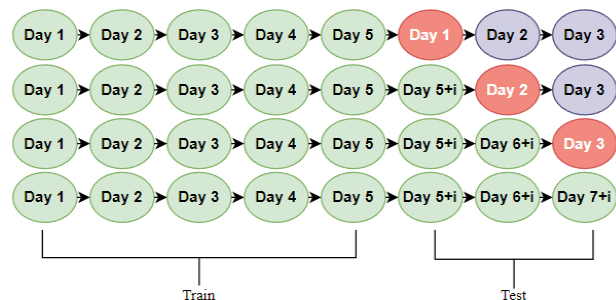 Day 1 Day 2 Day 3 Day 4 Day 5 Day 1 Day 2 Day 3
Day 1 Day 2 Day 3 Day 4 Day 5 Day 5+i Day 2 Day 3
Day 1 Day 2 Day 3 Day 4 Day 5 Day 5+i Day 6+i Day 3
Day 1 Day 2 Day 3 Day 4 Day 5 Day 5+i Day 6+i Day 7+i
Train Test